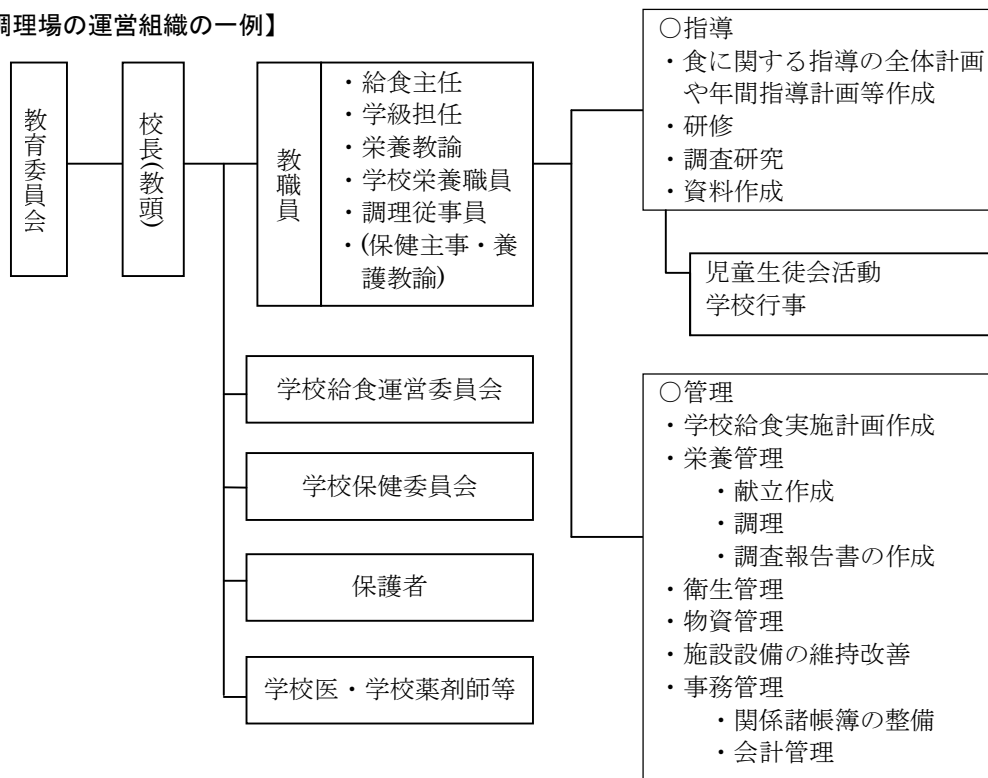 調理場の運営組織の一例】
教育委員会
校長(教頭)
教職員
・給食主任
・学級担任
・栄養教諭
・学校栄養職員
・調理従事員
・(保健主事・養
護教諭)
学校給食運営委員会
学校保健委員会
保護者
学校医・学校薬剤師等
○指導
・食に関する指導の全体計画
や年間指導計画等作成
・研修
・調査研究
・資料作成
児童生徒会活動
学校行事
○管理
・学校給食実施計画作成
・栄養管理
・献立作成
・調理
・調査報告書の作成
・衛生管理
・物資管理
・施設設備の維持改善
・事務管理
・関係諸帳簿の整備
・会計管理